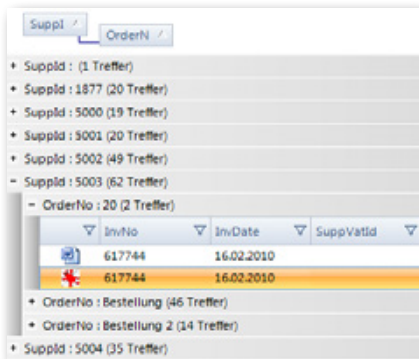 SuppI
OrderN
SuppId : (1 Treffer)
SuppId : 1877 (20 Treffer)
SuppId : 5000 (19 Treffer)
SuppId : 5001 (20 Treffer)
SuppId : 5002 (49 Treffer)
SuppId : 5003 (62 Treffer)
OrderNo : 20 (2 Treffer)
InvNo InvDate SuppVatId
617744 16.02.2010
617744 16.02.2010
OrderNo : Bestellung (46 Treffer)
OrderNo : Bestellung 2 (14 Treffer)
SuppId : 5004 (35 Treffer)